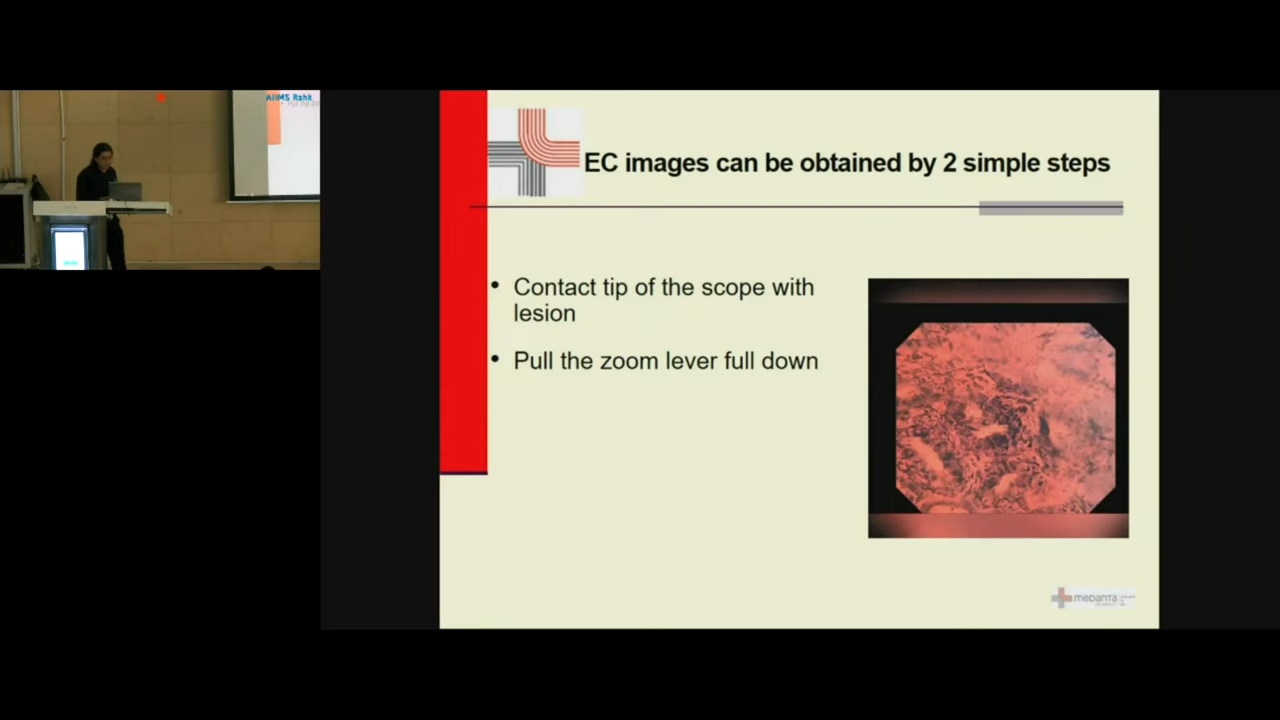 AIIMS Rank
EC images can be obtained by 2 simple steps
• Contact tip of the scope with
lesion
• Pull the zoom lever full down
medanta